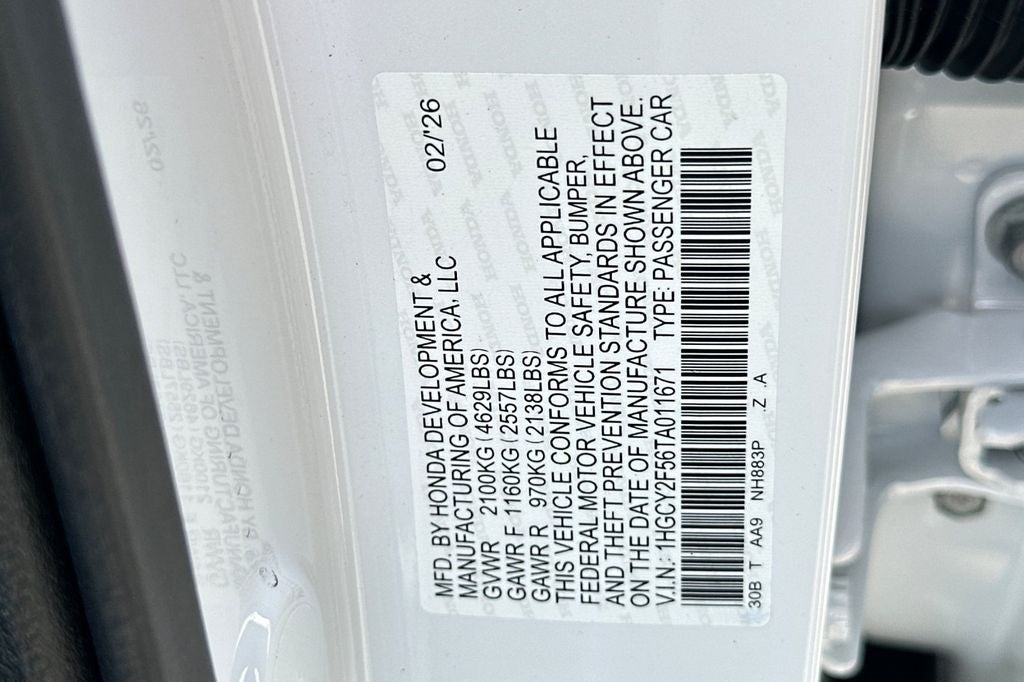 MFD. BY HONDA DEVELOPMENT & 02/'26
MANUFACTURING OF AMERICA, LLC
GVWR 2100KG (4629LBS)
GAWR F 1160KG (2557LBS)
GAWR R 970KG (2138LBS)
THIS VEHICLE CONFORMS TO ALL APPLICABLE
FEDERAL MOTOR VEHICLE SAFETY, BUMPER,
AND THEFT PREVENTION STANDARDS IN EFFECT
ON THE DATE OF MANUFACTURE SHOWN ABOVE.
V.I.N.: 1HGCY2F56TA011671 TYPE: PASSENGER CAR
30B T AA9 NH883P .Z .A